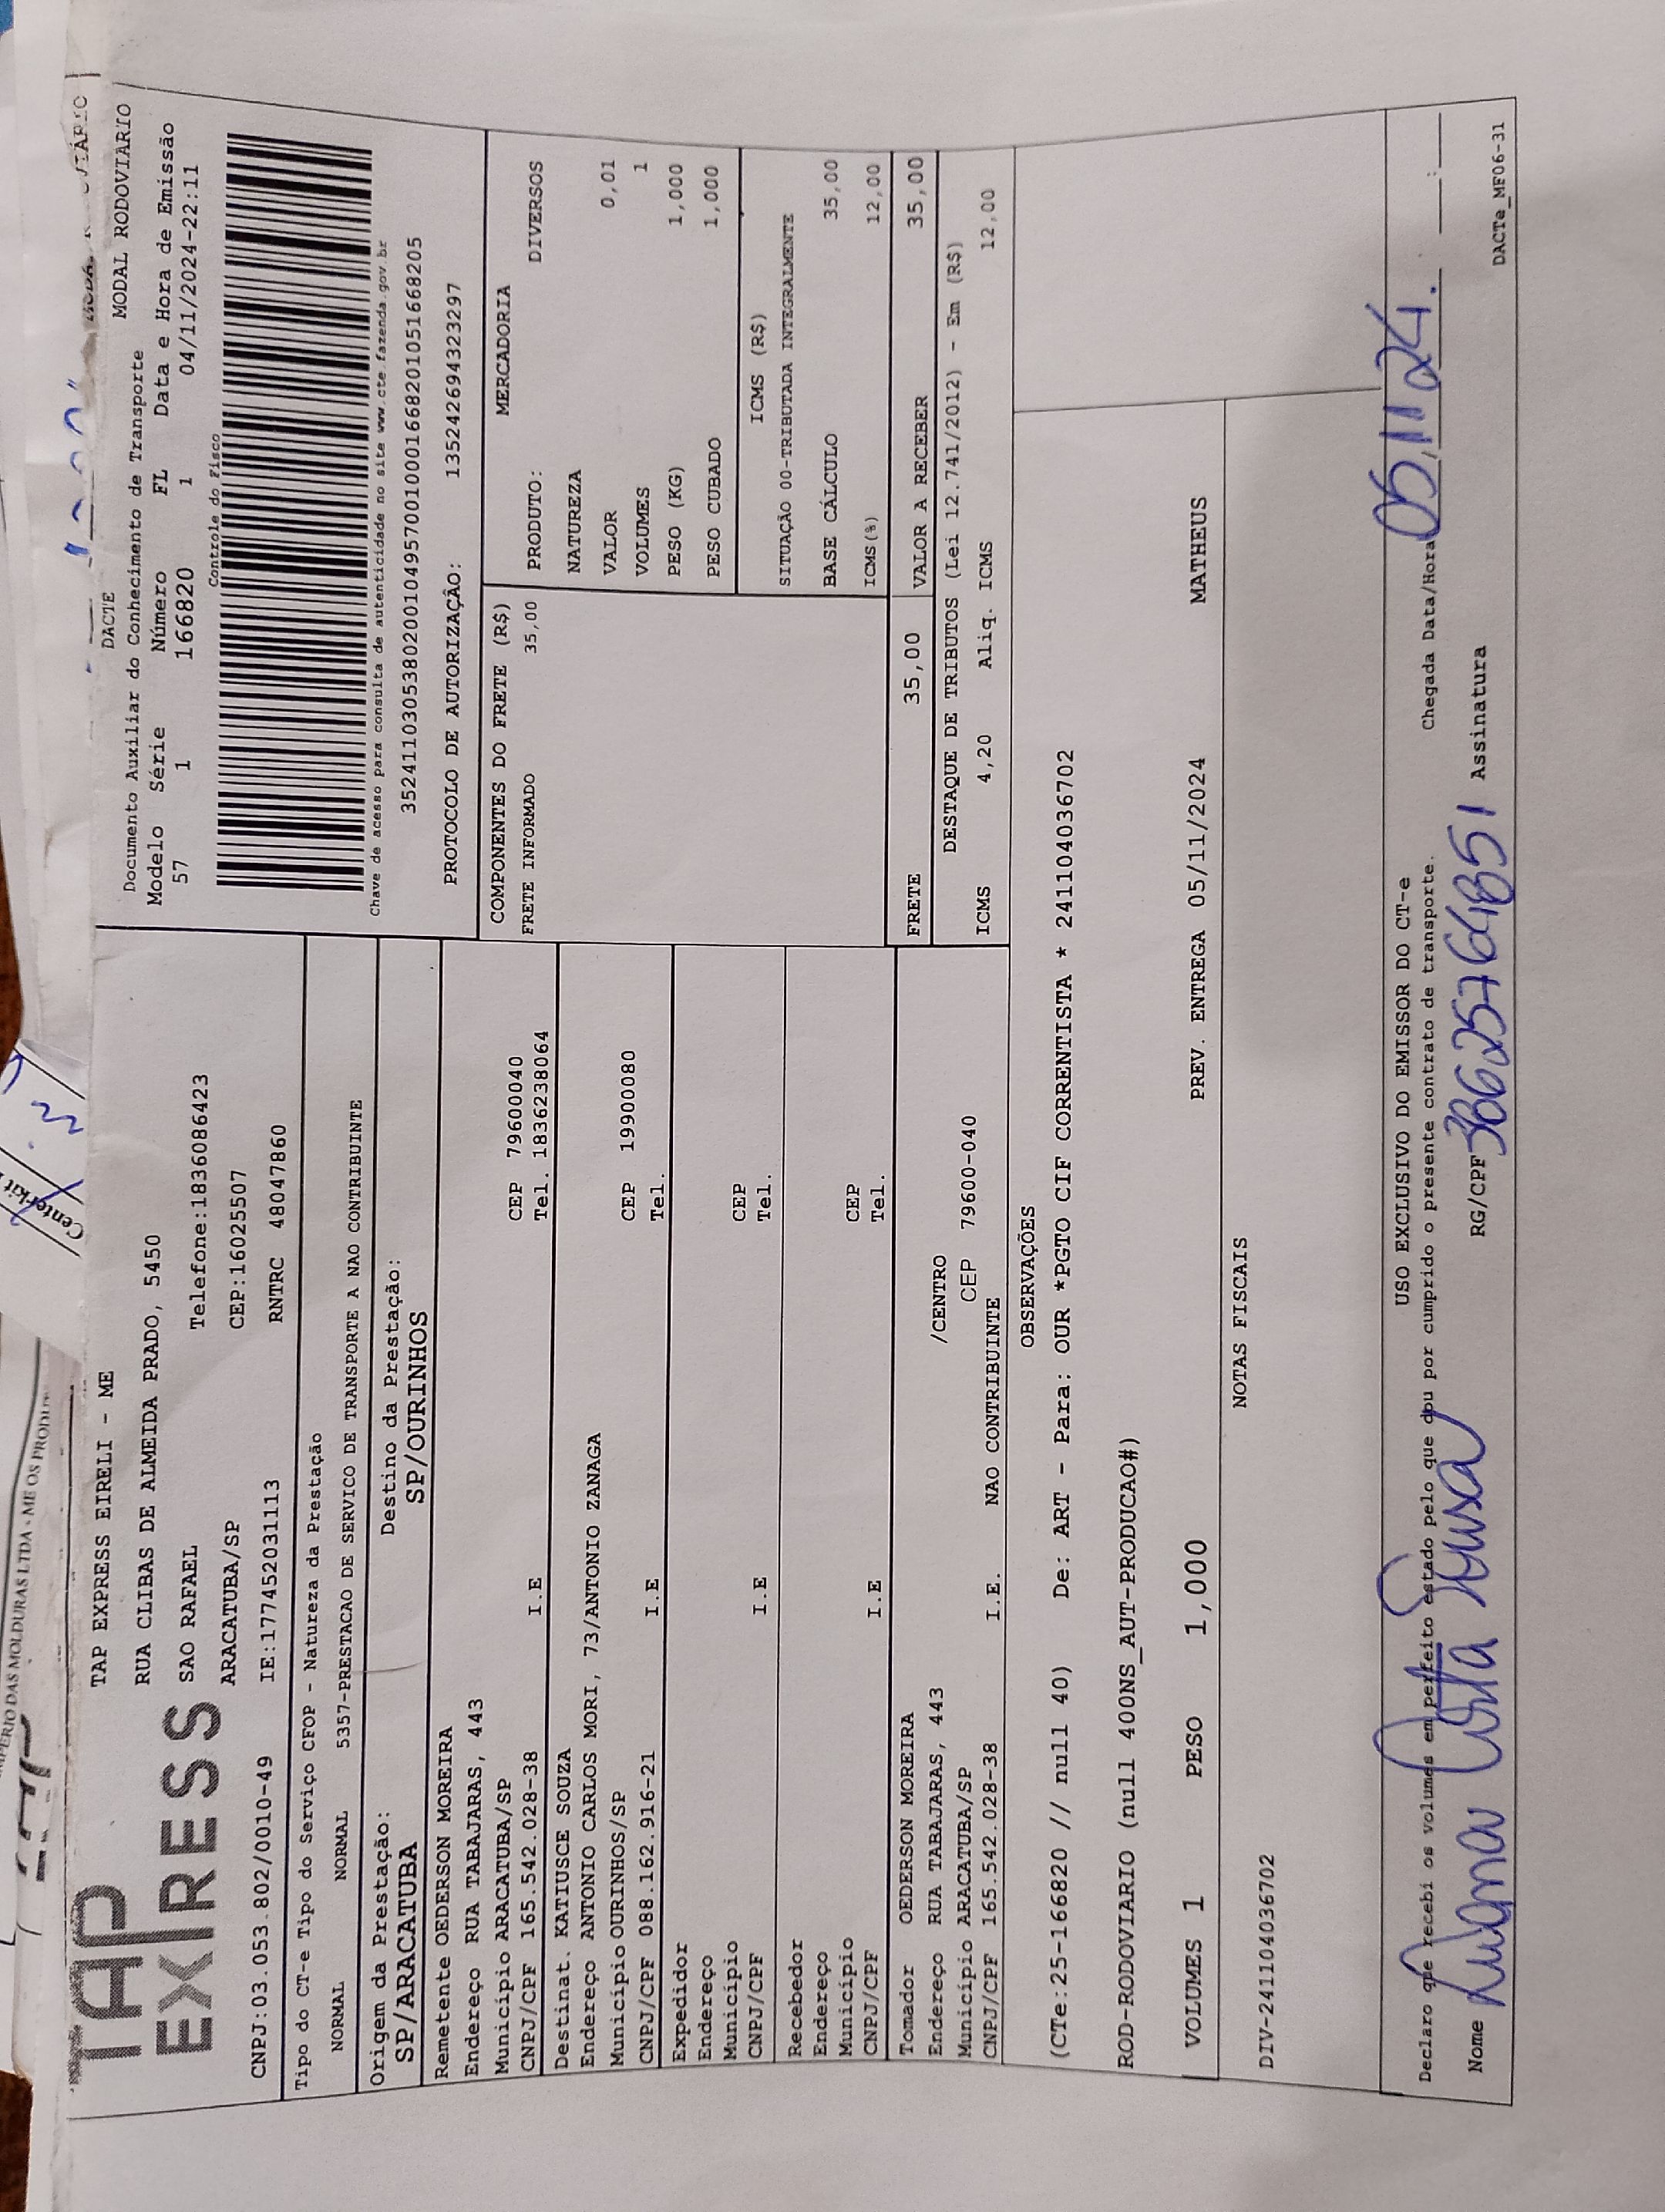 TAP
EXPRESS
CNPJ:03.053.802/0010-49
TAP EXPRESS EIRELI - ME
RUA CLIBAS DE ALMEIDA PRADO, 5450
SAO RAFAEL Telefone:1836086423
ARACATUBA/SP CEP:16025507
IE:177452031113 RNTRC 48047860
DACTE MODAL RODOVIARIO
Documento Auxiliar do Conhecimento de Transporte
Modelo Série Número FL Data e Hora de Emissão
57 1 166820 1 04/11/2024-22:11
Controle do Fisco
Chave de acesso para consulta de autenticidade no site www.cte.fazenda.gov.br
35241103053802001049570010001668201051668205
PROTOCOLO DE AUTORIZAÇÂO: 135242694323297
Tipo do CT-e Tipo do Serviço CFOP - Natureza da Prestação
NORMAL NORMAL 5357-PRESTACAO DE SERVICO DE TRANSPORTE A NAO CONTRIBUINTE
Origem da Prestação: Destino da Prestação:
SP/ARACATUBA SP/OURINHOS
Remetente OEDERSON MOREIRA
Endereço RUA TABAJARAS, 443
Município ARACATUBA/SP CEP 79600040
CNPJ/CPF 165.542.028-38 I.E Tel. 1836238064
Destinat. KATIUSCE SOUZA
Endereço ANTONIO CARLOS MORI, 73/ANTONIO ZANAGA
Município OURINHOS/SP CEP 19900080
CNPJ/CPF 088.162.916-21 I.E Tel.
Expedidor
Endereço
Município CEP
CNPJ/CPF I.E Tel.
Recebedor
Endereço
Município CEP
CNPJ/CPF I.E Tel.
Tomador OEDERSON MOREIRA
Endereço RUA TABAJARAS, 443 /CENTRO
Município ARACATUBA/SP CEP 79600-040
CNPJ/CPF 165.542.028-38 I.E. NAO CONTRIBUINTE
COMPONENTES DO FRETE (R$)
FRETE INFORMADO 35,00
MERCADORIA
PRODUTO: DIVERSOS
NATUREZA
VALOR 0,01
VOLUMES 1
PESO (KG) 1,000
PESO CUBADO 1,000
ICMS (R$)
SITUAÇÃO 00-TRIBUTADA INTEGRALMENTE
BASE CÁLCULO 35,00
ICMS(%) 12,00
FRETE 35,00 VALOR A RECEBER 35,00
DESTAQUE DE TRIBUTOS (Lei 12.741/2012) - Em (R$)
ICMS 4,20 Aliq. ICMS 12,00
OBSERVAÇÕES
(CTe:25-166820 // null 40) De: ART - Para: OUR *PGTO CIF CORRENTISTA * 241104036702
ROD-RODOVIARIO (null 400NS_AUT-PRODUCAO#)
VOLUMES 1 PESO 1,000 PREV. ENTREGA 05/11/2024 MATHEUS
NOTAS FISCAIS
DIV-241104036702
USO EXCLUSIVO DO EMISSOR DO CT-e
Declaro que recebi os volumes em perfeito estado pelo que dou por cumprido o presente contrato de transporte. Chegada Data/Hora 05/11/24.
Nome Costa Sousa RG/CPF Assinatura
DACTe_MF06-31